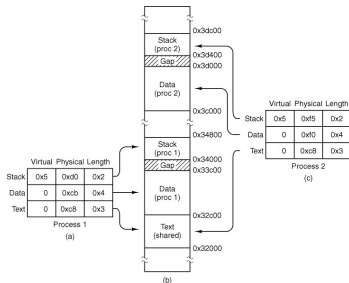 0x3dc00
Stack
(proc 2)
0x3d400
Gap
0x3d000
Data
(proc 2)
0x3c000
0x34800
Stack
(proc 1)
0x34000
Gap
0x33c00
Data
(proc 1)
0x32c00
Text
(shared)
0x32000
(b)
Virtual Physical Length
Stack 0x5 0xd0 0x2
Data 0 0xcb 0x4
Text 0 0xc8 0x3
Process 1
(a)
Virtual Physical Length
Stack 0x5 0xf5 0x2
Data 0 0xf0 0x4
Text 0 0xc8 0x3
Process 2
(c)